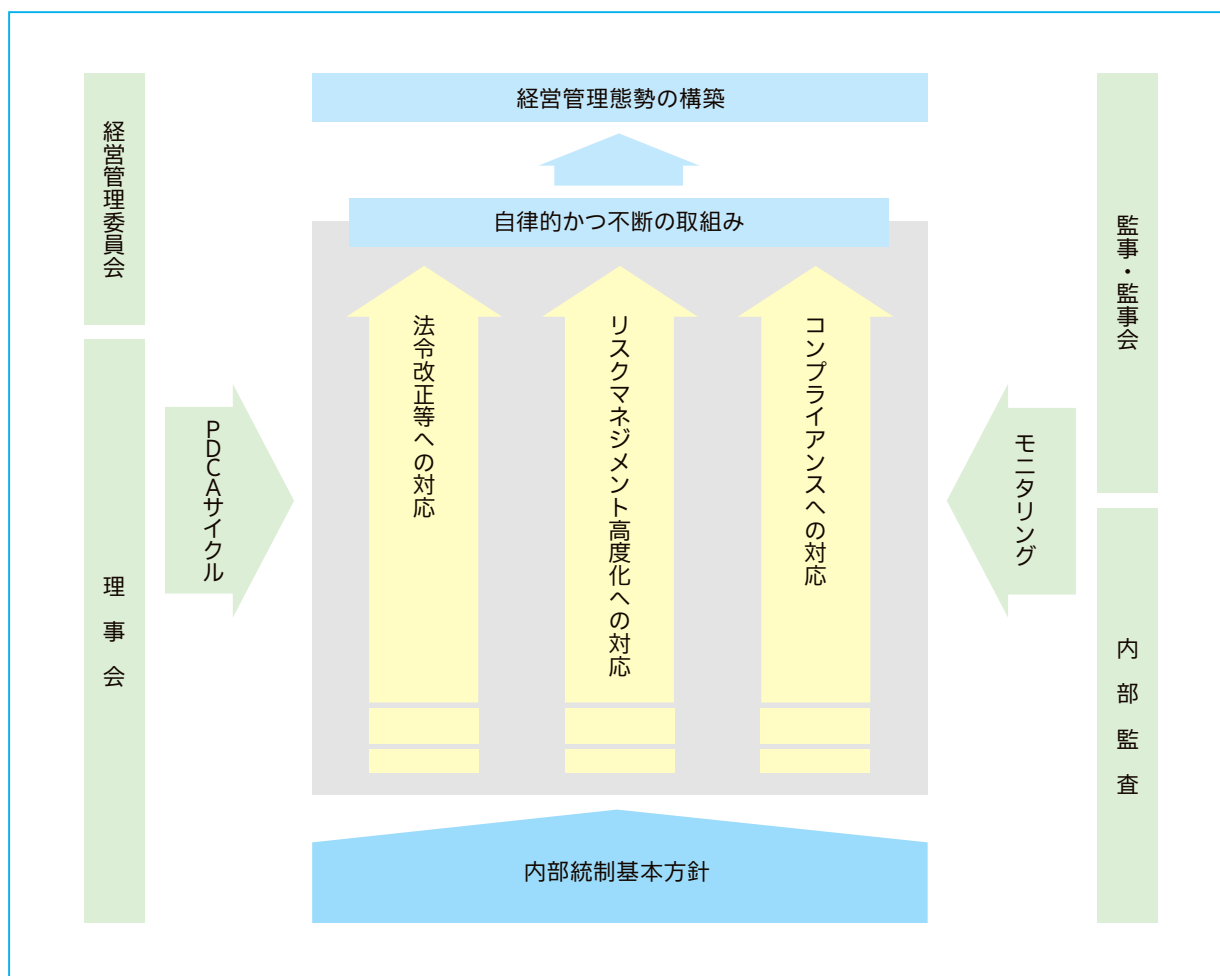 経営管理態勢の構築
自律的かつ不断の取組み
経営管理委員会
理事会
PDCAサイクル
法令改正等への対応
リスクマネジメント高度化への対応
コンプライアンスへの対応
モニタリング
監事・監事会
内部監査
内部統制基本方針